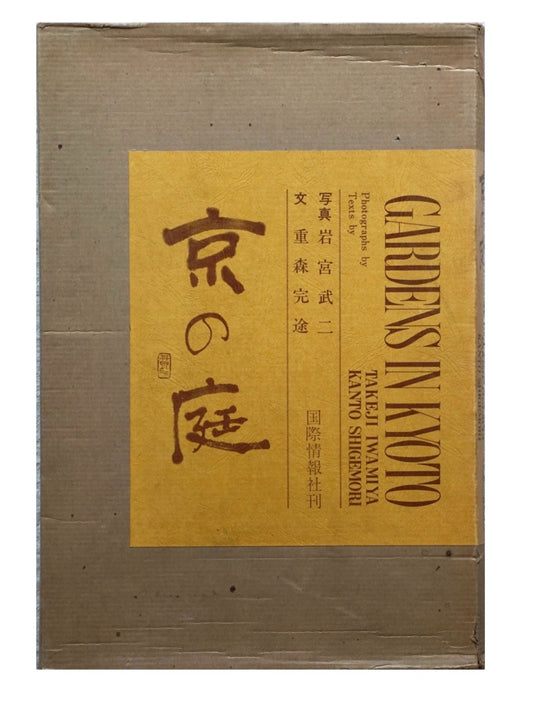 GARDENS IN KYOTO
Photographs by TAKEJI IWAMIYA
Texts by KANTO SHIGEMORI
写真 岩宮武二
文 重森完途
国際情報社刊
京の庭